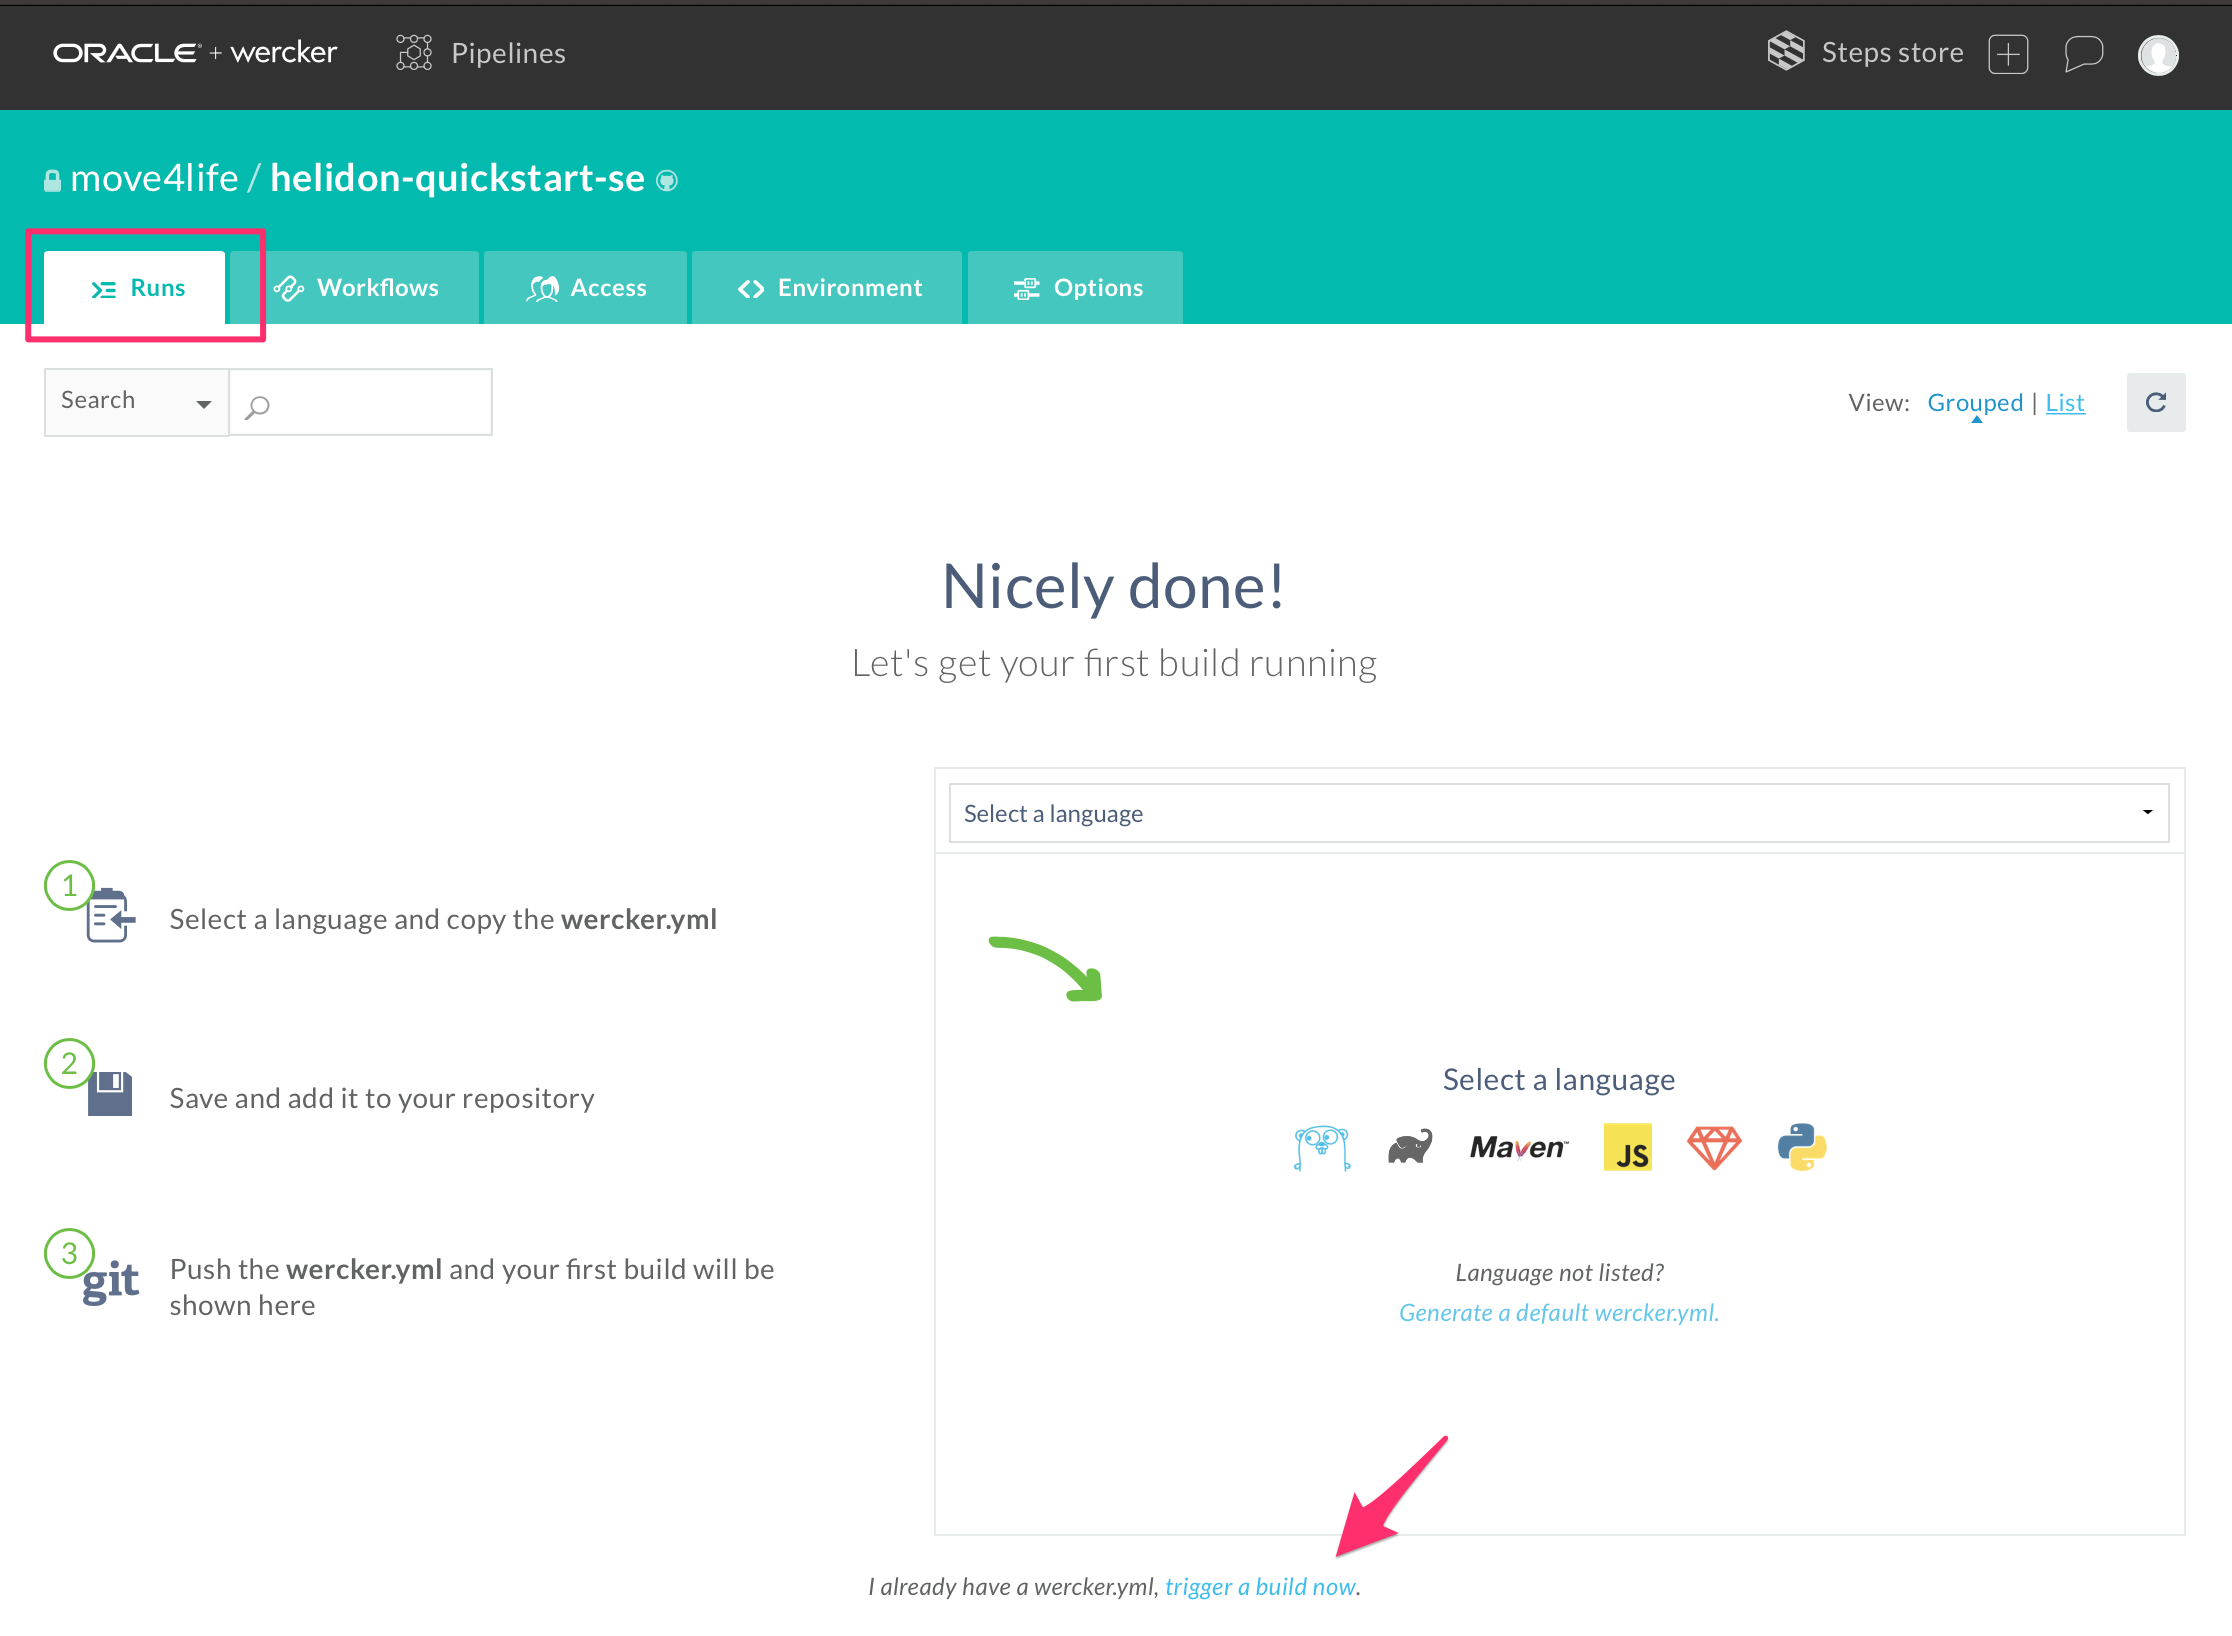 ORACLE + wercker Pipelines Steps store
move4life / helidon-quickstart-se
Runs Workflows Access Environment Options
Search View: Grouped | List
Nicely done!
Let's get your first build running
Select a language
1 Select a language and copy the wercker.yml
2 Save and add it to your repository
Select a language
Maven™ JS
3 git Push the wercker.yml and your first build will be
shown here
Language not listed?
Generate a default wercker.yml.
I already have a wercker.yml, trigger a build now.